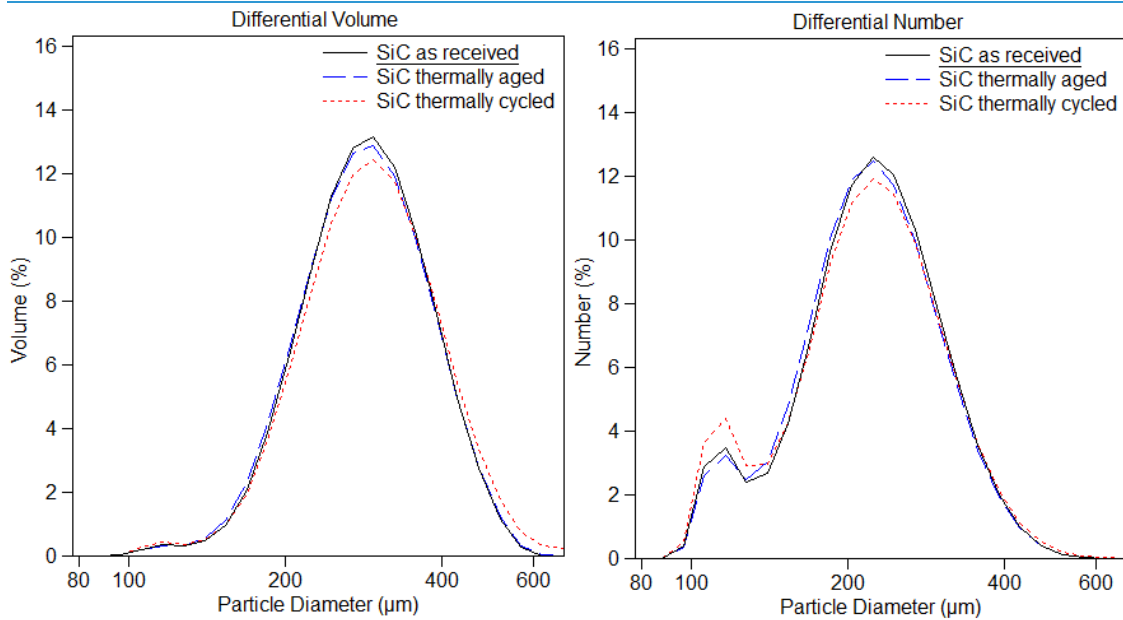 Differential Volume
16
14
12
10
8
6
4
2
0
Volume (%)
SiC as received
SiC thermally aged
SiC thermally cycled
80
100
200
400
600
Particle Diameter (µm)
Differential Number
16
14
12
10
8
6
4
2
0
Number (%)
SiC as received
SiC thermally aged
SiC thermally cycled
80
100
200
400
600
Particle Diameter (µm)